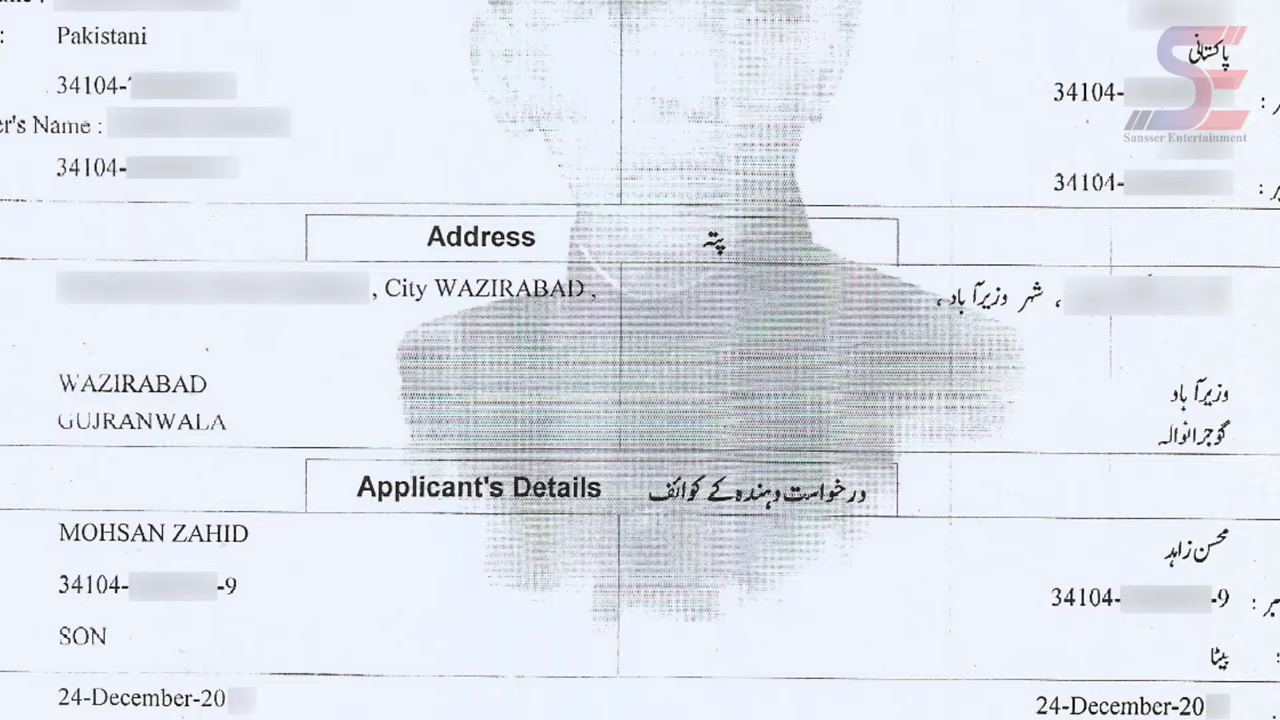 : Pakistani پاکستانی
34104- 34104-
er's Name
34104- 34104-
Address پتہ
, City WAZIRABAD , ، شہر وزیرآباد ،
WAZIRABAD وزیرآباد
GUJRANWALA گوجرانوالہ
Applicant's Details درخواست دہندہ کے کوائف
MOHSAN ZAHID محسن زاہد
34104- -9 34104- -9
SON بیٹا
24-December-20 24-December-20
SE
Sansser Entertainment